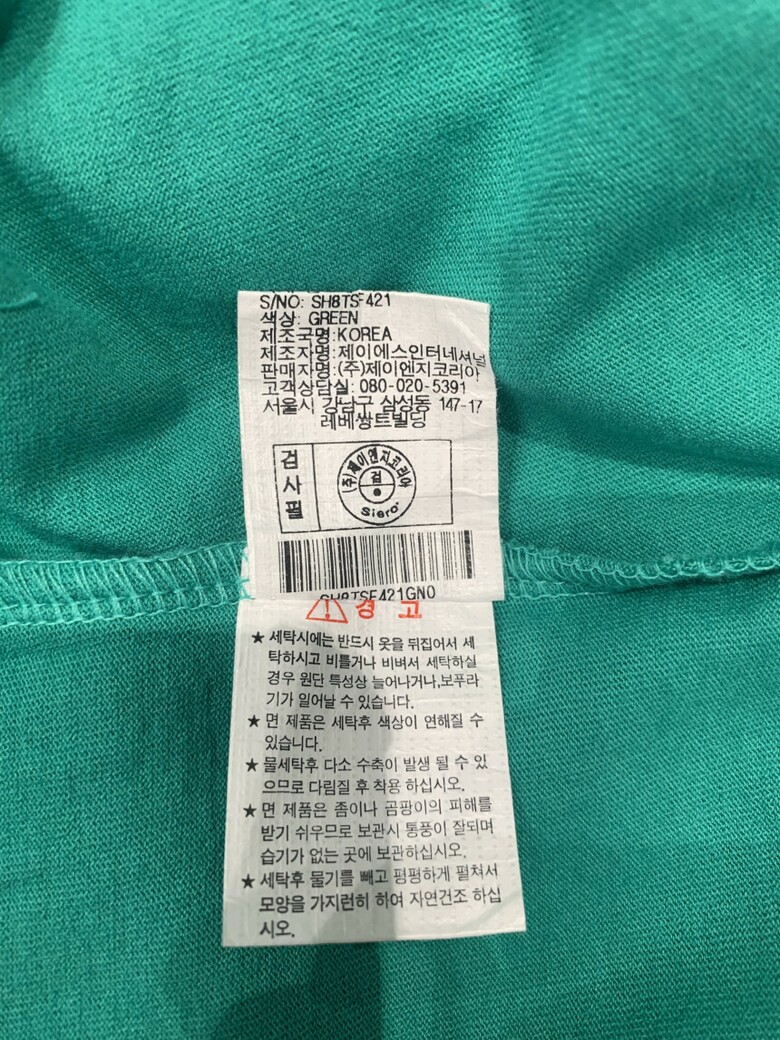 S/NO: SH8TSF421
색상: GREEN
제조국명:KOREA
제조자명:제이에스인터네셔널
판매자명:(주)제이엔지코리아
고객상담실: 080-020-5391
서울시 강남구 삼성동 147-17
레베쌍트빌딩
검사필
(주)제이엔지코리아
검
Siero
SH8TSF421GN0
경고
★ 세탁시에는 반드시 옷을 뒤집어서 세
탁하시고 비틀거나 비벼서 세탁하실
경우 원단 특성상 늘어나거나,보푸라
기가 일어날 수 있습니다.
★ 면 제품은 세탁후 색상이 연해질 수
있습니다.
★ 물세탁후 다소 수축이 발생 될 수 있
으므로 다림질 후 착용 하십시오.
★ 면 제품은 좀이나 곰팡이의 피해를
받기 쉬우므로 보관시 통풍이 잘되며
습기가 없는 곳에 보관하십시오.
★ 세탁후 물기를 빼고 평평하게 펼쳐서
모양을 가지런히 하여 자연건조 하십
시오.